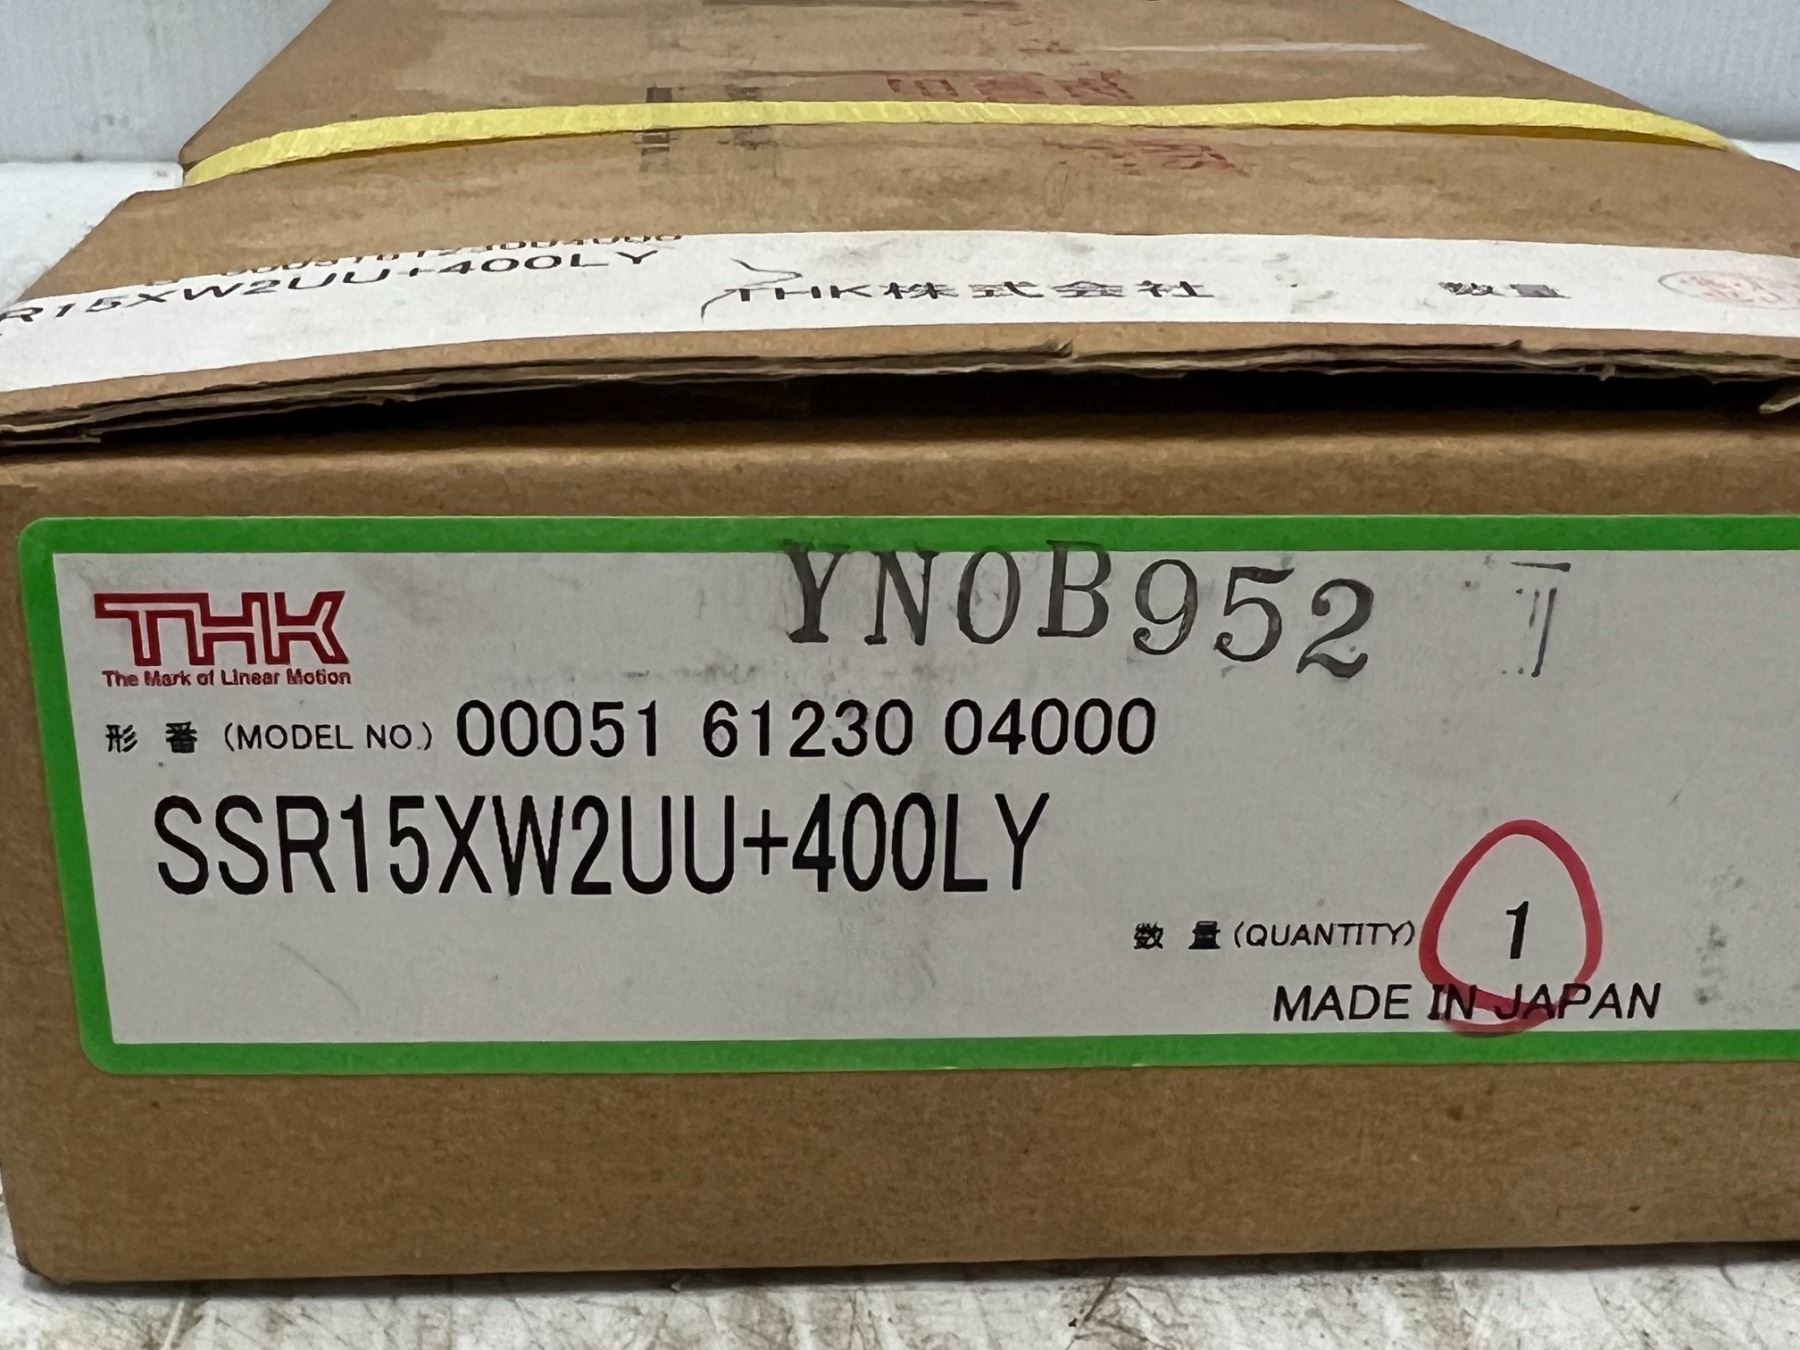 R15XW2UU+400LY
THK株式会社
数量
YNOB952
THK
The Mark of Linear Motion
形番 (MODEL NO.) 00051 61230 04000
SSR15XW2UU+400LY
数量 (QUANTITY) 1
MADE IN JAPAN